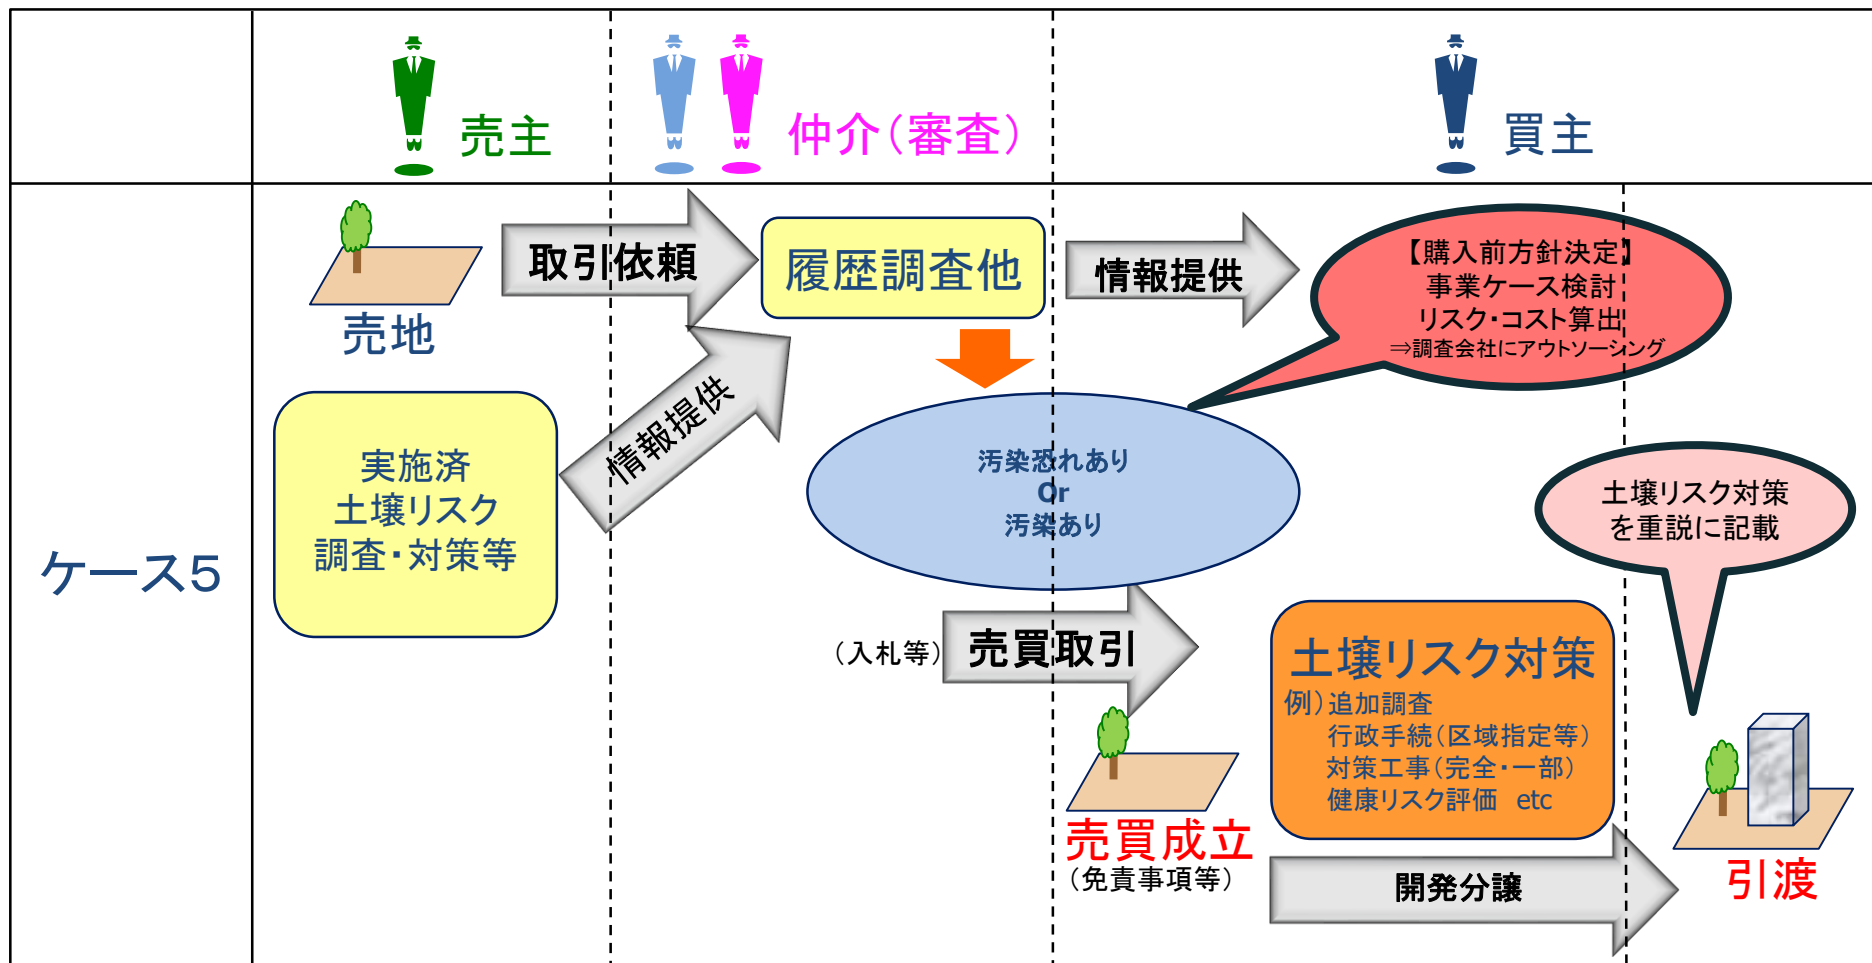 売主
仲介（審査）
買主
ケース5
売地
取引依頼
履歴調査他
情報提供
【購入前方針決定】
事業ケース検討
リスク・コスト算出
⇒調査会社にアウトソーシング
実施済
土壌リスク
調査・対策等
情報提供
汚染恐れあり
Or
汚染あり
土壌リスク対策
を重説に記載
（入札等）
売買取引
土壌リスク対策
例）追加調査
行政手続（区域指定等）
対策工事（完全・一部）
健康リスク評価　etc
売買成立
（免責事項等）
開発分譲
引渡